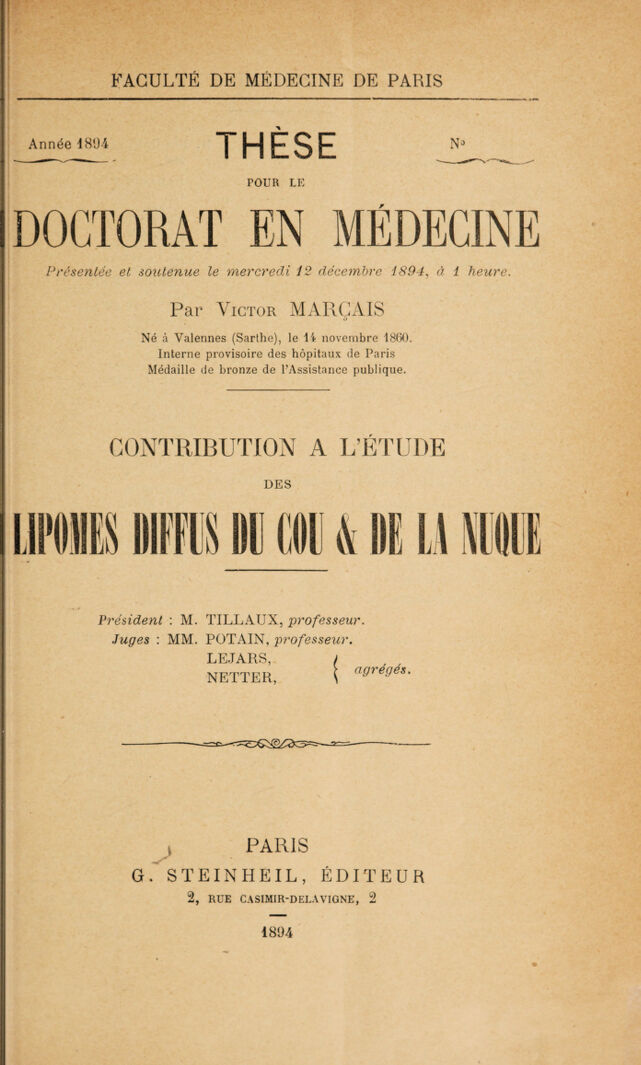 FACULTÉ DE MÉDECINE DE PARIS
Année 1894 THÈSE No
POUR LE
DOCTORAT EN MÉDECINE
Présentée et soutenue le mercredi 12 décembre 1894, à 1 heure.
Par VICTOR MARÇAIS
Né à Valennes (Sarthe), le 14 novembre 1860.
Interne provisoire des hôpitaux de Paris
Médaille de bronze de l'Assistance publique.
CONTRIBUTION A L'ÉTUDE
DES
LIPOMES DIFFUS DU COU & DE LA NUQUE
Président : M. TILLAUX, professeur.
Juges : MM. POTAIN, professeur.
LEJARS,
NETTER, } agrégés.
PARIS
G. STEINHEIL, ÉDITEUR
2, RUE CASIMIR-DELAVIGNE, 2
1894